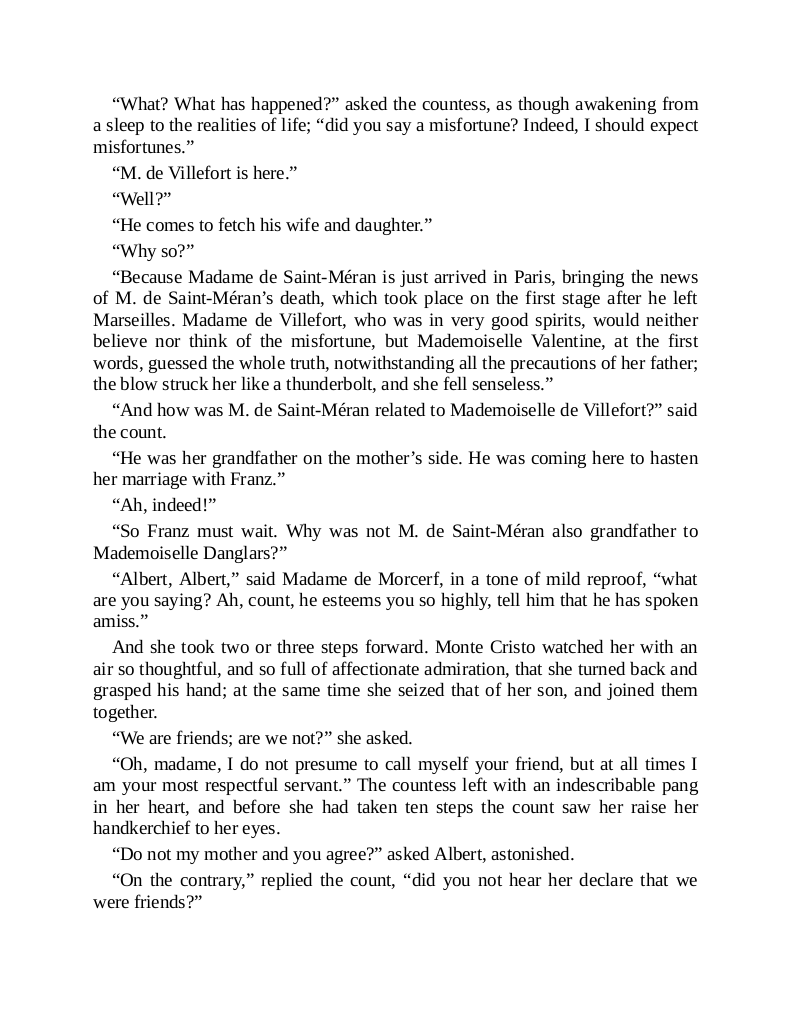 “What? What has happened?” asked the countess, as though awakening from
a sleep to the realities of life; “did you say a misfortune? Indeed, I should expect
misfortunes.”
“M. de Villefort is here.”
“Well?”
“He comes to fetch his wife and daughter.”
“Why so?”
“Because Madame de Saint-Méran is just arrived in Paris, bringing the news
of M. de Saint-Méran’s death, which took place on the first stage after he left
Marseilles. Madame de Villefort, who was in very good spirits, would neither
believe nor think of the misfortune, but Mademoiselle Valentine, at the first
words, guessed the whole truth, notwithstanding all the precautions of her father;
the blow struck her like a thunderbolt, and she fell senseless.”
“And how was M. de Saint-Méran related to Mademoiselle de Villefort?” said
the count.
“He was her grandfather on the mother’s side. He was coming here to hasten
her marriage with Franz.”
“Ah, indeed!”
“So Franz must wait. Why was not M. de Saint-Méran also grandfather to
Mademoiselle Danglars?”
“Albert, Albert,” said Madame de Morcerf, in a tone of mild reproof, “what
are you saying? Ah, count, he esteems you so highly, tell him that he has spoken
amiss.”
And she took two or three steps forward. Monte Cristo watched her with an
air so thoughtful, and so full of affectionate admiration, that she turned back and
grasped his hand; at the same time she seized that of her son, and joined them
together.
“We are friends; are we not?” she asked.
“Oh, madame, I do not presume to call myself your friend, but at all times I
am your most respectful servant.” The countess left with an indescribable pang
in her heart, and before she had taken ten steps the count saw her raise her
handkerchief to her eyes.
“Do not my mother and you agree?” asked Albert, astonished.
“On the contrary,” replied the count, “did you not hear her declare that we
were friends?”